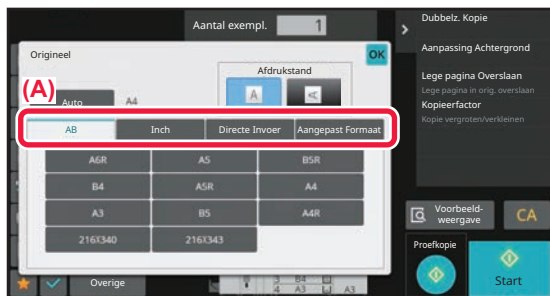 Aantal exempl. 1
Dubbelz. Kopie
Aanpassing Achtergrond
Lege pagina Overslaan
Lege pagina in orig. overslaan
Kopieerfactor
Kopie vergroten/verkleinen
Origineel
OK
Afdrukstand
(A)
Auto A4
A
A
AB Inch Directe Invoer Aangepast Formaat
A6R A5 B5R
B4 A5R A4
A3 B5 A4R
216X340 216X343
Voorbeeld-
weergave
CA
Proefkopie
Start
Overige
3 B4
4 A3 A3